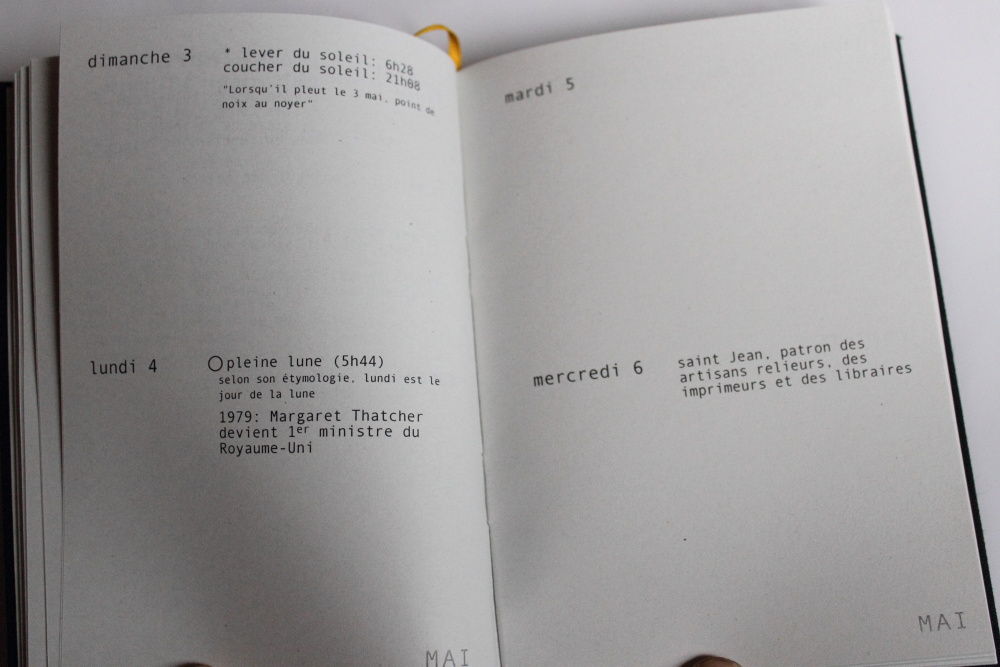 dimanche 3
* lever du soleil: 6h28
coucher du soleil: 21h08
"Lorsqu'il pleut le 3 mai, point de
noix au noyer"
lundi 4
pleine lune (5h44)
selon son étymologie, lundi est le
jour de la lune
1979: Margaret Thatcher
devient 1er ministre du
Royaume-Uni
MAI
mardi 5
mercredi 6
saint Jean, patron des
artisans relieurs, des
imprimeurs et des libraires
MAI